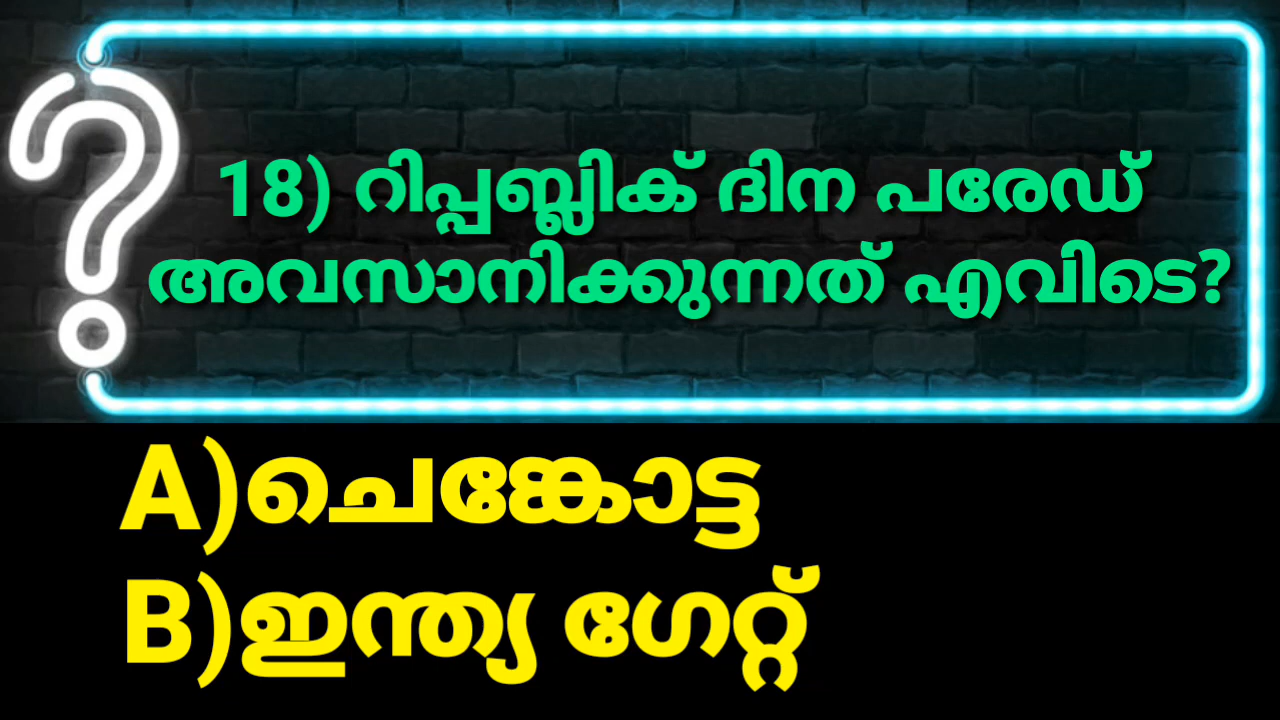 18) റിപ്പബ്ലിക് ദിന പരേഡ്
അവസാനിക്കുന്നത് എവിടെ?
A)ചെങ്കോട്ട
B)ഇന്ത്യ ഗേറ്റ്